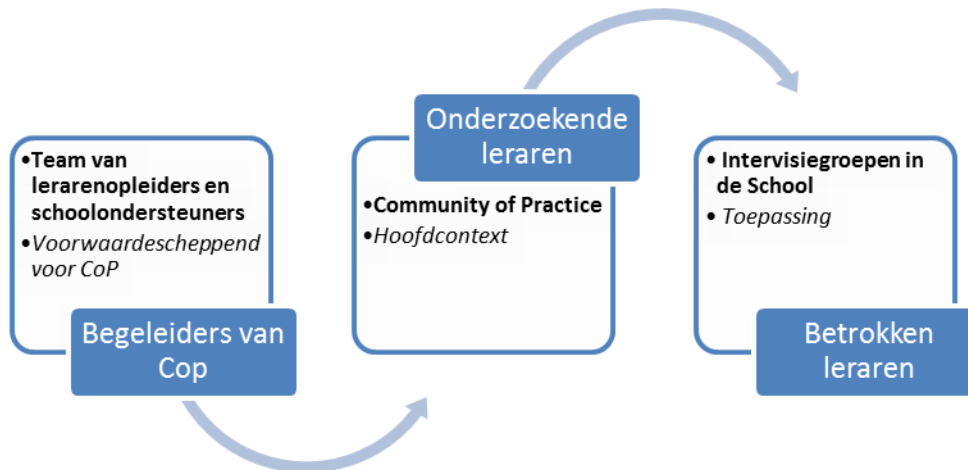 •Team van
lerarenopleiders en
schoolondersteuners
•Voorwaardescheppend
voor CoP
Begeleiders van
Cop
Onderzoekende
leraren
•Community of Practice
•Hoofdcontext
• Intervisiegroepen in
de School
• Toepassing
Betrokken
leraren